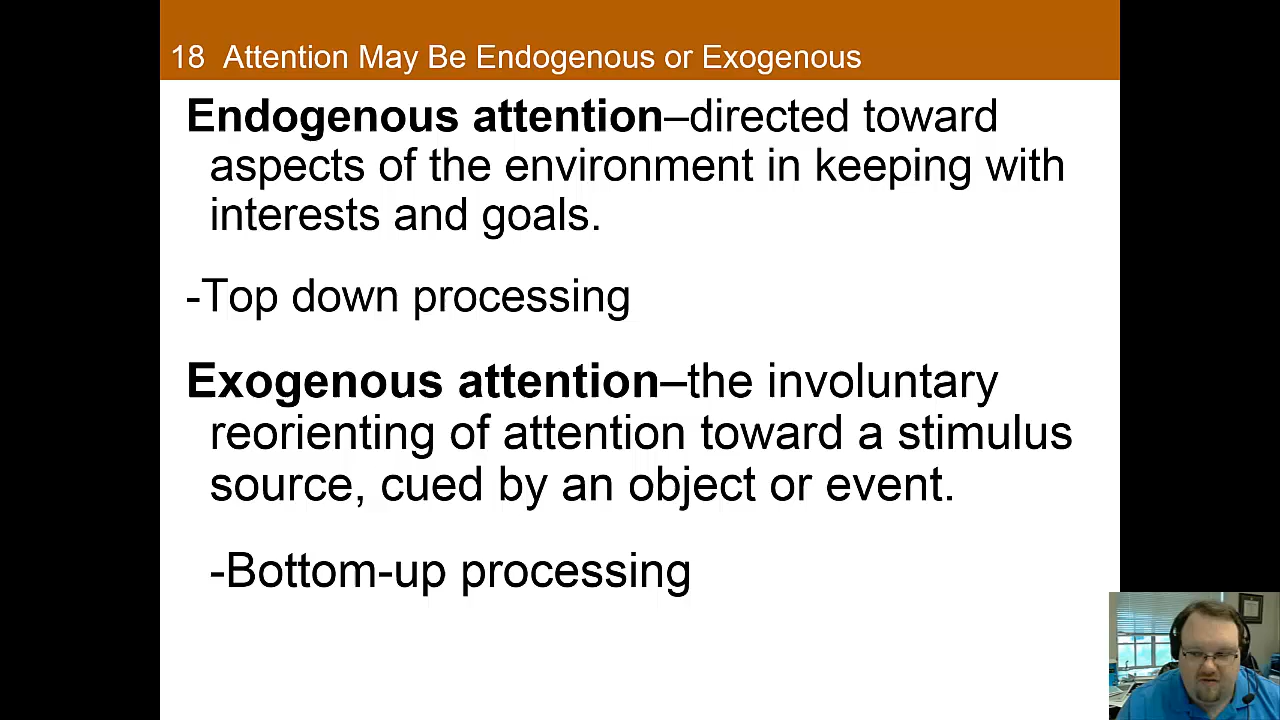 18 Attention May Be Endogenous or Exogenous
Endogenous attention–directed toward
aspects of the environment in keeping with
interests and goals.
-Top down processing
Exogenous attention–the involuntary
reorienting of attention toward a stimulus
source, cued by an object or event.
-Bottom-up processing